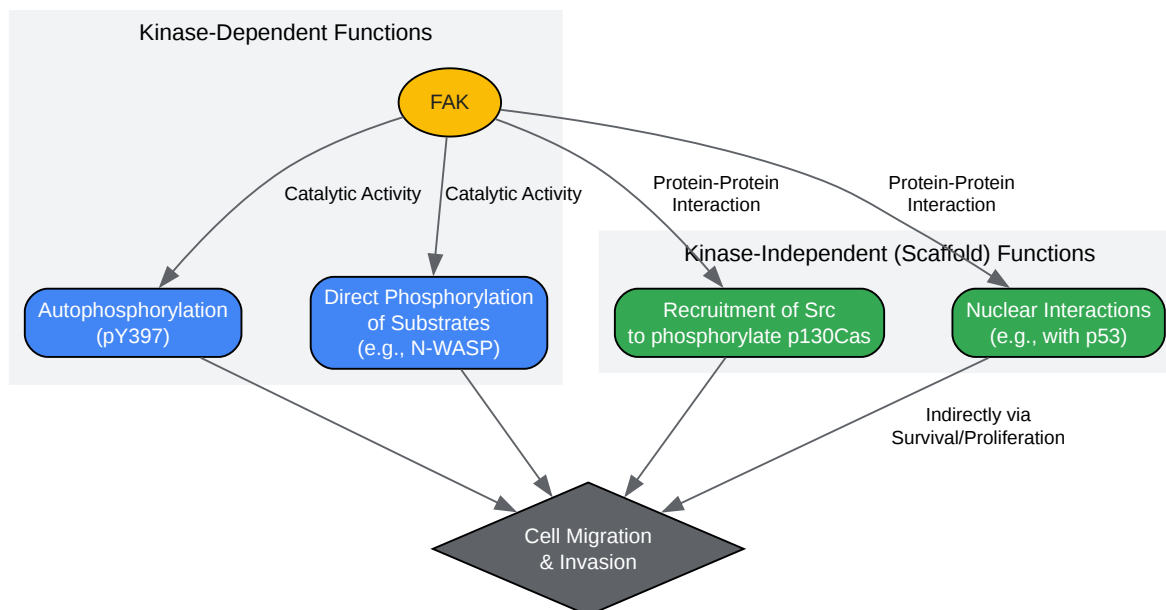 Kinase-Dependent Functions
FAK
Catalytic Activity
Catalytic Activity
Protein-Protein
Interaction
Protein-Protein
Interaction
Kinase-Independent (Scaffold) Functions
Autophosphorylation
(pY397)
Direct Phosphorylation
of Substrates
(e.g., N-WASP)
Recruitment of Src
to phosphorylate p130Cas
Nuclear Interactions
(e.g., with p53)
Indirectly via
Survival/Proliferation
Cell Migration
& Invasion